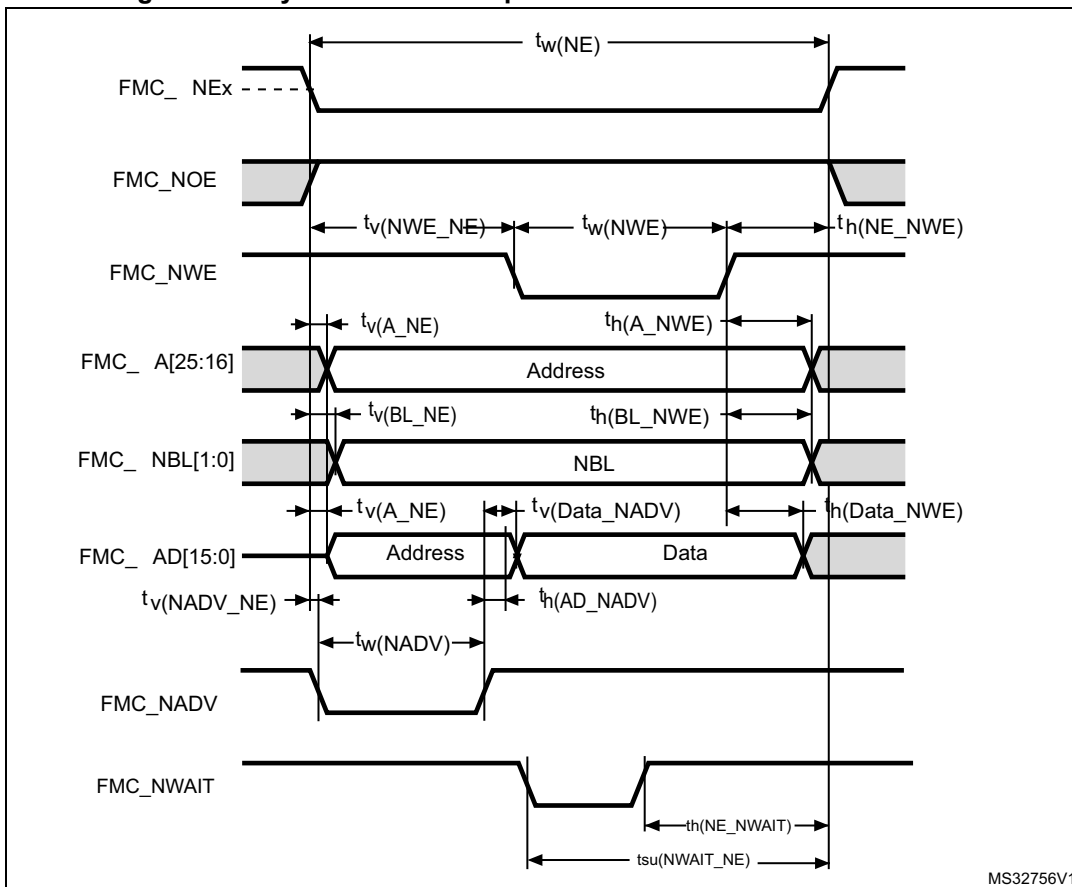 tw(NE)
FMC_ NEx
FMC_NOE
tv(NWE_NE) tw(NWE) th(NE_NWE)
FMC_NWE
tv(A_NE) th(A_NWE)
FMC_ A[25:16] Address
tv(BL_NE) th(BL_NWE)
FMC_ NBL[1:0] NBL
tv(A_NE) tv(Data_NADV) th(Data_NWE)
FMC_ AD[15:0] Address Data
tv(NADV_NE) th(AD_NADV)
tw(NADV)
FMC_NADV
FMC_NWAIT
th(NE_NWAIT)
tsu(NWAIT_NE)
MS32756V1